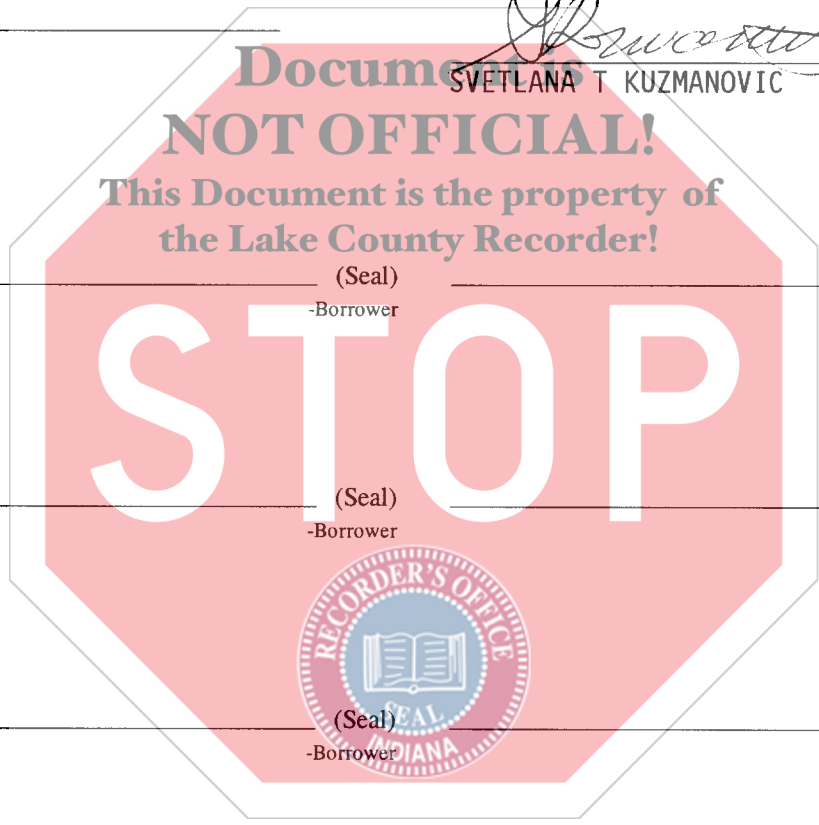 Document is
SVETLANA T KUZMANOVIC
NOT OFFICIAL!
This Document is the property of
the Lake County Recorder!
(Seal)
-Borrower
STOP
(Seal)
-Borrower
RECORDER'S OFFICE
SEAL
INDIANA
(Seal)
-Borrower